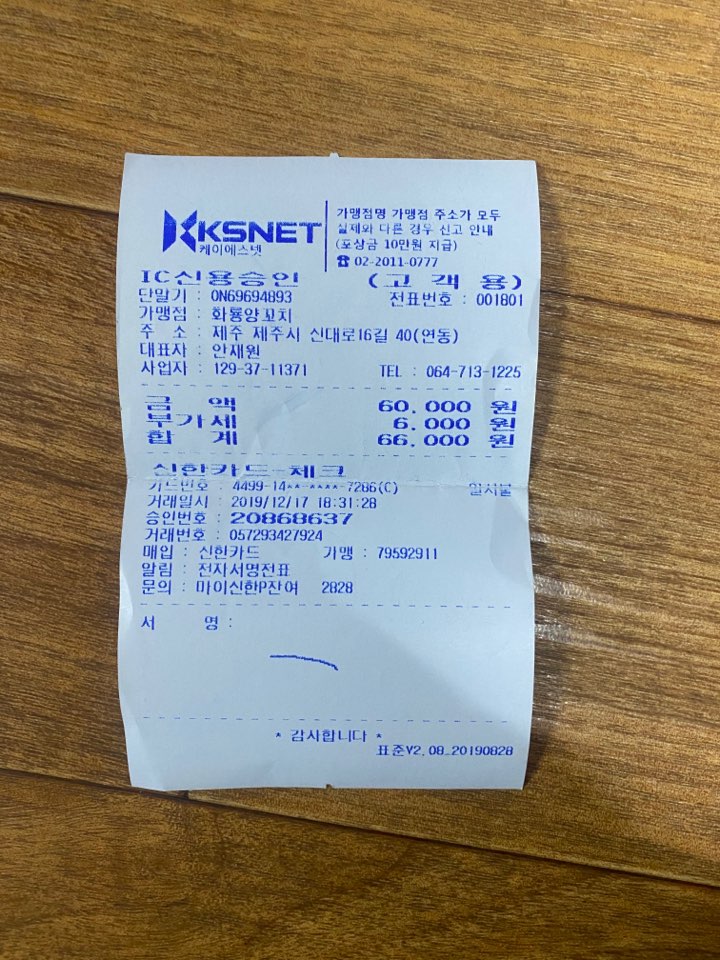 KSNET
케이에스넷
가맹점명 가맹점 주소가 모두
실제와 다른 경우 신고 안내
(포상금 10만원 지급)
☎ 02-2011-0777
IC신용승인 (고객용)
단말기 : 0N69694893 전표번호 : 001801
가맹점 : 화룡양꼬치
주 소 : 제주 제주시 신대로16길 40(연동)
대표자 : 안재원
사업자 : 129-37-11371 TEL : 064-713-1225
금 액 60,000 원
부가세 6,000 원
합 계 66,000 원
신한카드-체크
카드번호 : 4499-14**-****-7286(C) 일시불
거래일시 : 2019/12/17 18:31:28
승인번호 : 20868637
거래번호 : 057293427924
매입 : 신한카드 가맹 : 79592911
알림 : 전자서명전표
문의 : 마이신한P잔여 2828
서 명 :
* 감사합니다 *
표준V2.08_20190828